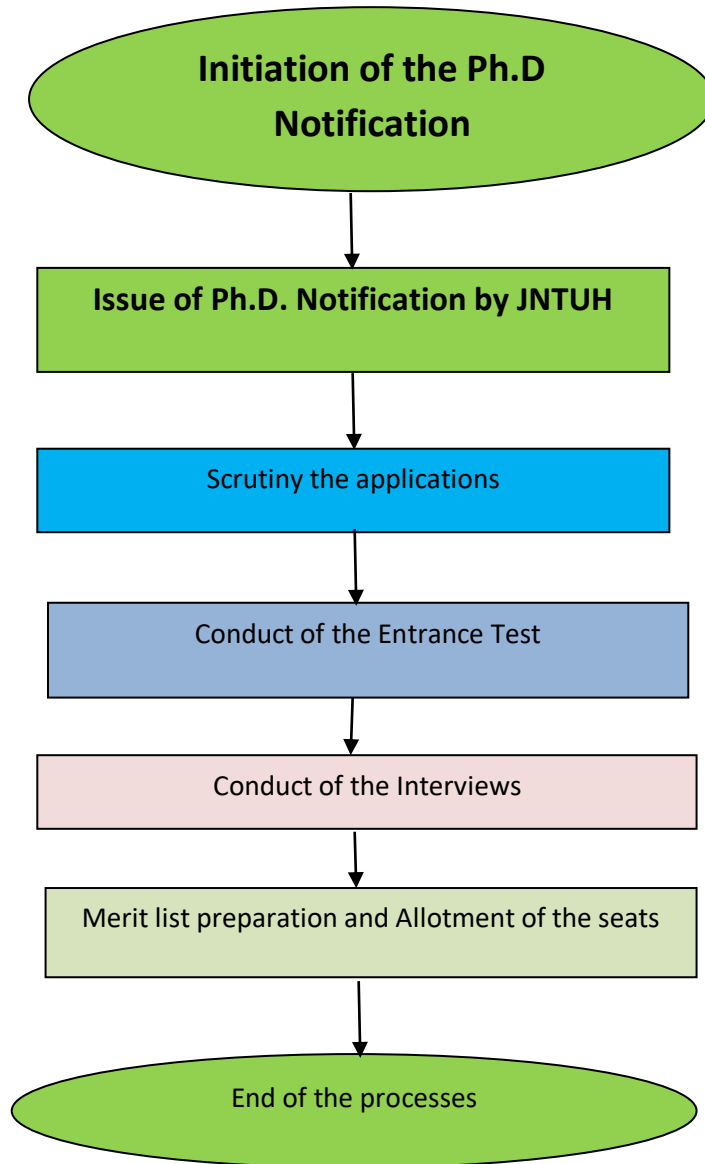 Initiation of the Ph.D
Notification
Issue of Ph.D. Notification by JNTUH
Scrutiny the applications
Conduct of the Entrance Test
Conduct of the Interviews
Merit list preparation and Allotment of the seats
End of the processes